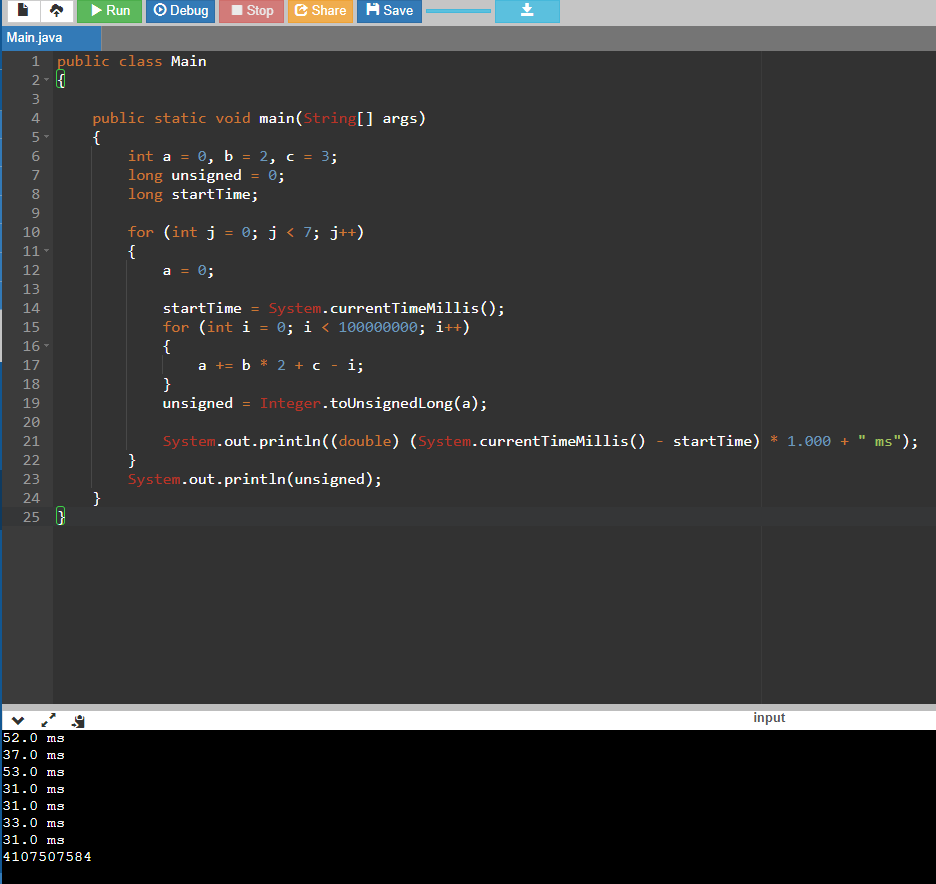 Run Debug Stop Share Save
Main.java
1 public class Main
2 {
3
4 public static void main(String[] args)
5 {
6 int a = 0, b = 2, c = 3;
7 long unsigned = 0;
8 long startTime;
9
10 for (int j = 0; j < 7; j++)
11 {
12 a = 0;
13
14 startTime = System.currentTimeMillis();
15 for (int i = 0; i < 100000000; i++)
16 {
17 a += b * 2 + c - i;
18 }
19 unsigned = Integer.toUnsignedLong(a);
20
21 System.out.println((double) (System.currentTimeMillis() - startTime) * 1.000 + " ms");
22 }
23 System.out.println(unsigned);
24 }
25 }
input
52.0 ms
37.0 ms
53.0 ms
31.0 ms
31.0 ms
33.0 ms
31.0 ms
4107507584